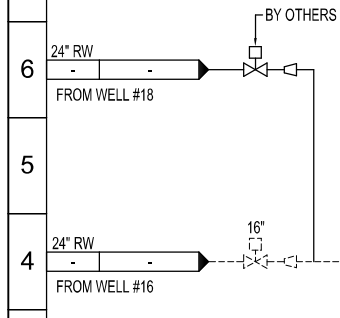 BY OTHERS
24" RW
6
- -
FROM WELL #18
5
16"
24" RW
4
- -
FROM WELL #16